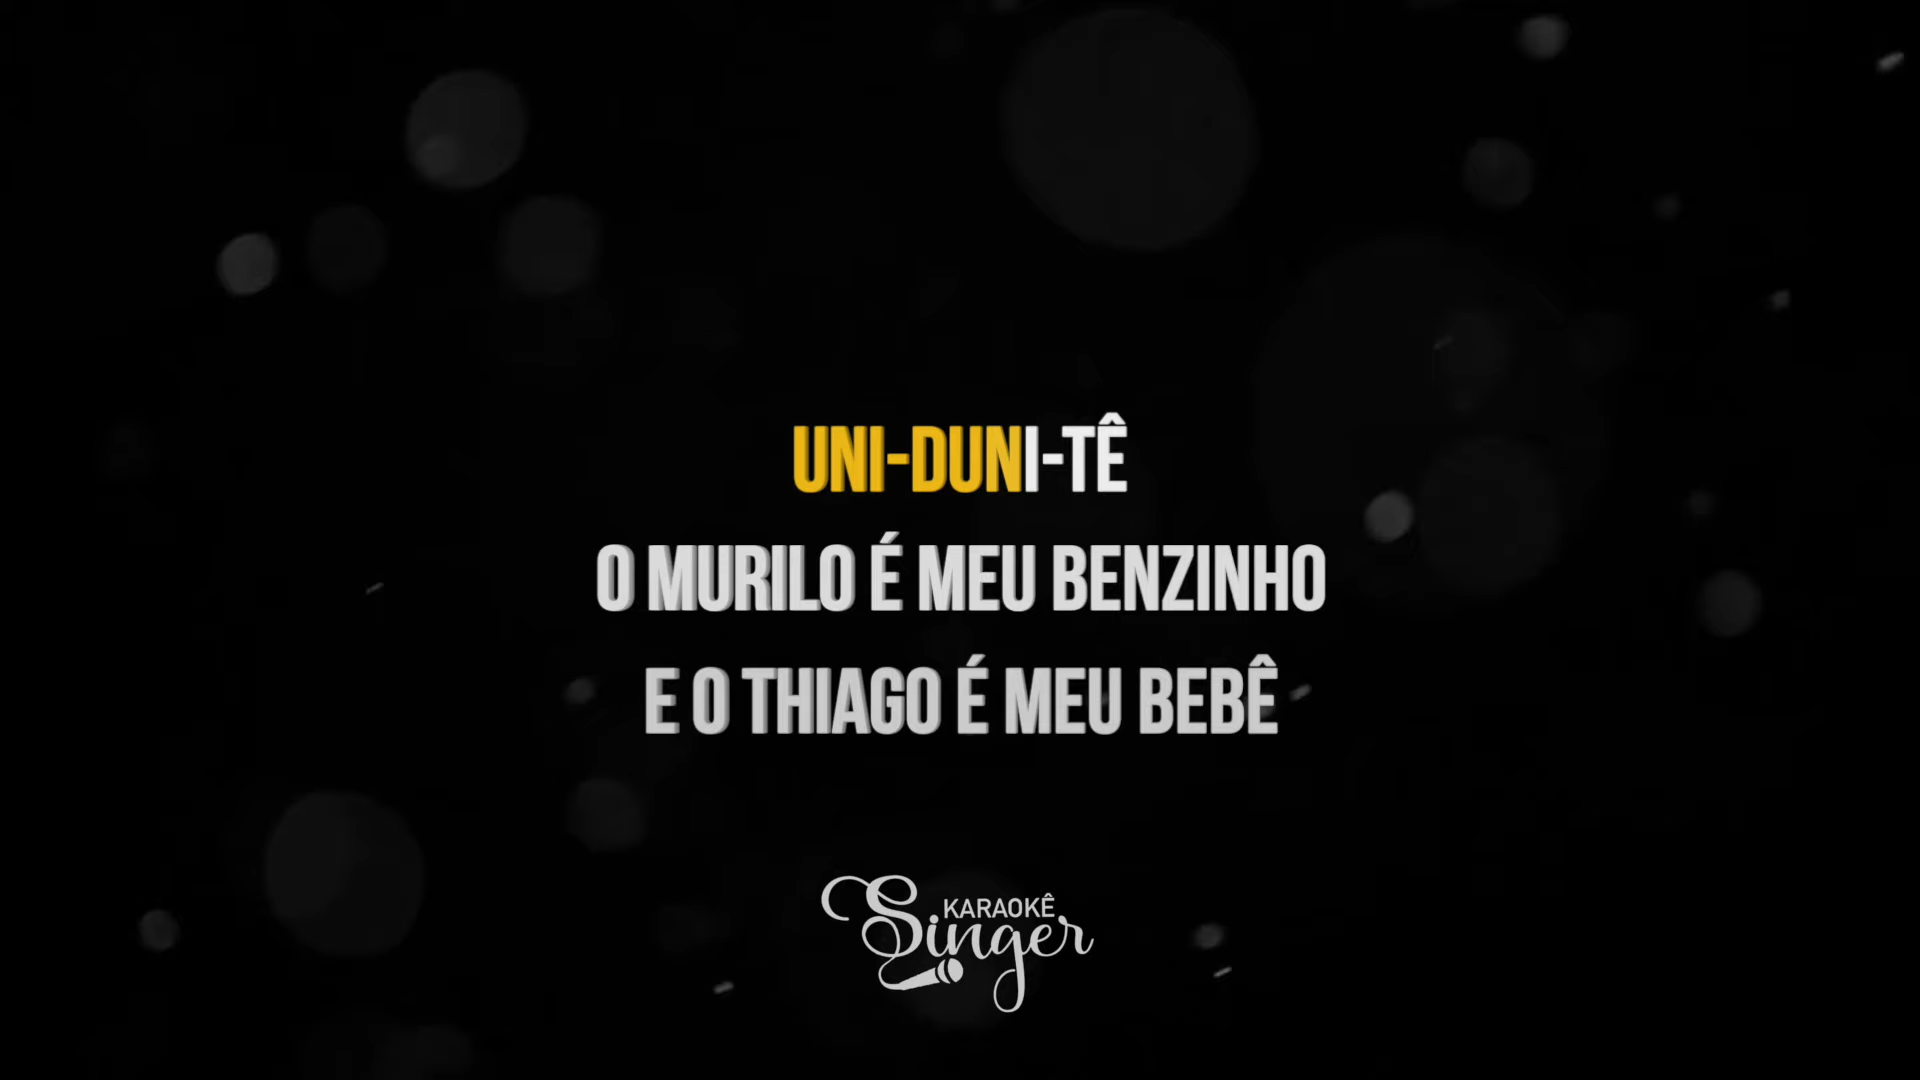 UNI-DUNI-TÊ
O MURILO É MEU BENZINHO
E O THIAGO É MEU BEBÊ
KARAOKÊ
Singer